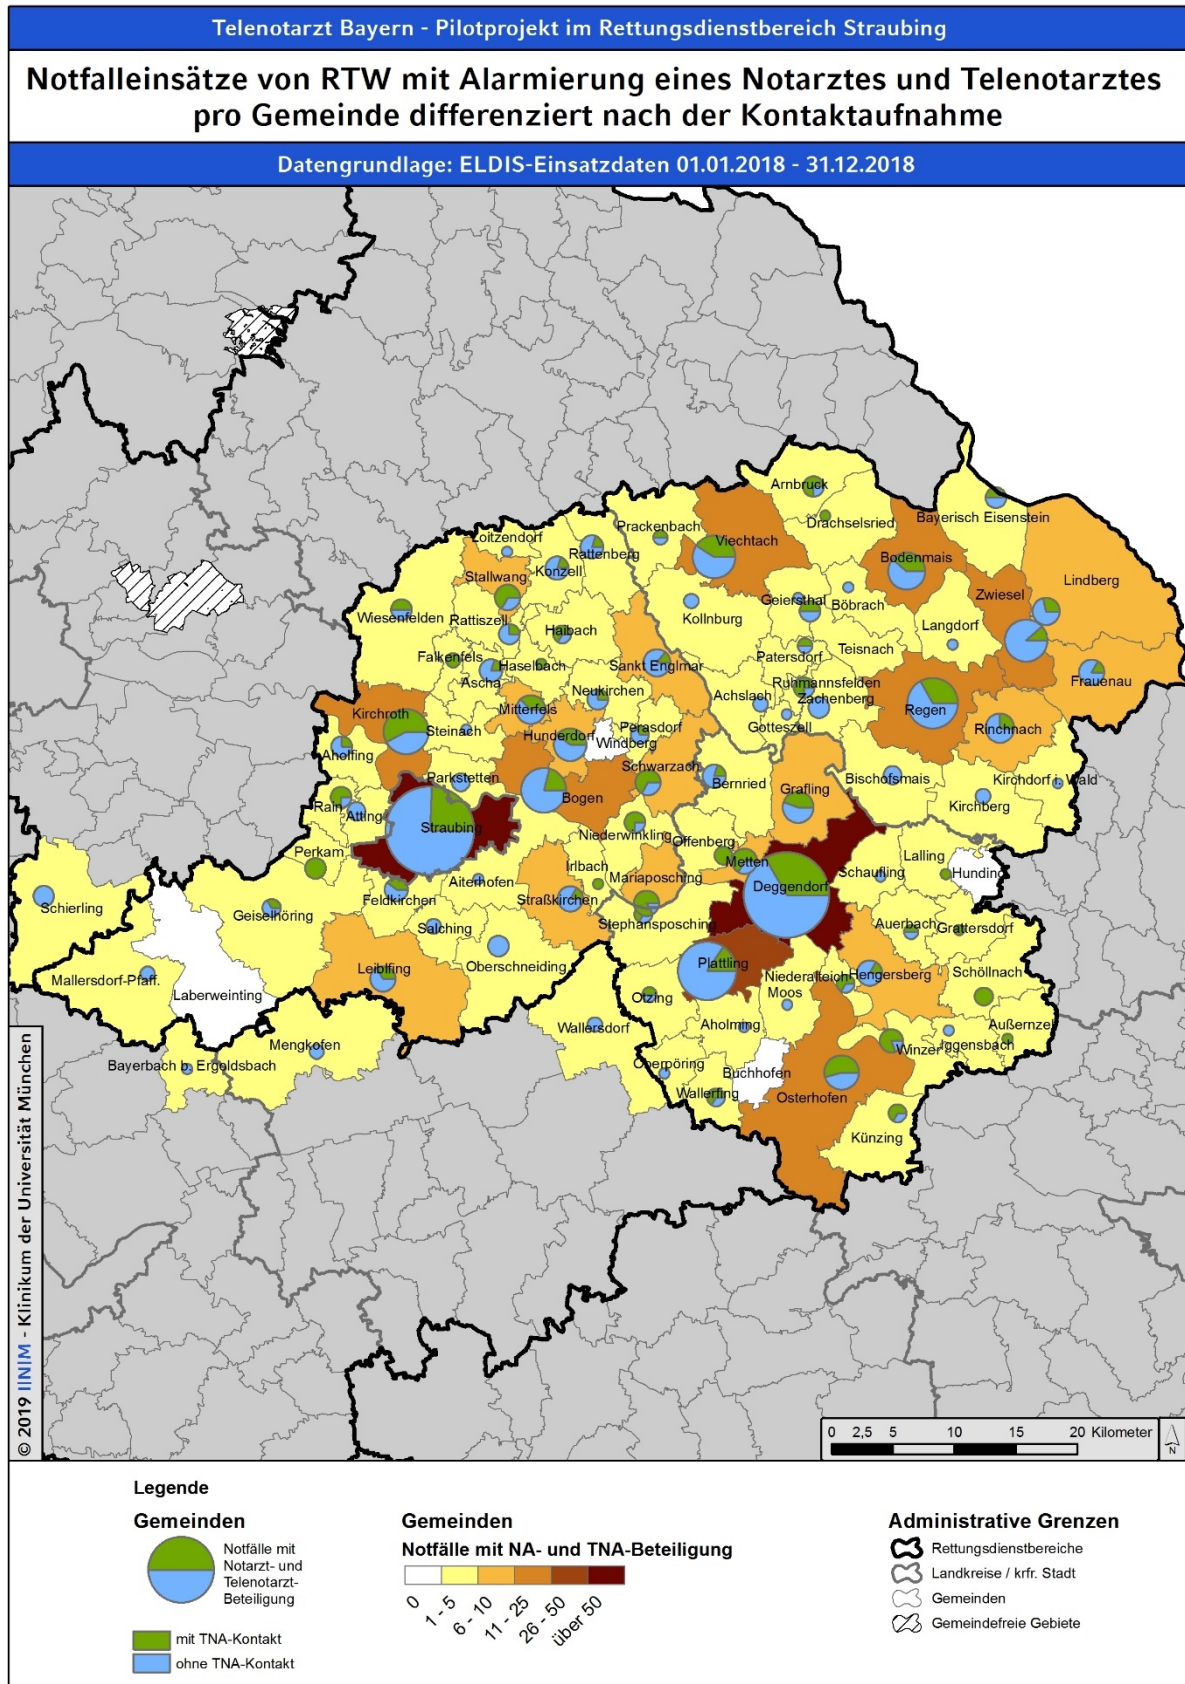 Telenotarzt Bayern - Pilotprojekt im Rettungsdienstbereich Straubing
Notfalleinsätze von RTW mit Alarmierung eines Notarztes und Telenotarztes
pro Gemeinde differenziert nach der Kontaktaufnahme
Datengrundlage: ELDIS-Einsatzdaten 01.01.2018 - 31.12.2018
Arnbruck
Drachselsried
Bayerisch Eisenstein
Prackenbach
Viechtach
Zoitzendorf
Rattenberg
Bodenmais
Konzell
Stallwang
Lindberg
Zwiesel
Geiersthal
Böbrach
Wiesenfelden
Kollnburg
Rattiszell
Langdorf
Haibach
Teisnach
Patersdorf
Falkenfels
Haselbach
Sankt Englmar
Ascha
Frauenau
Ruhmannsfelden
Neukirchen
Achslach
Zachenberg
Mitterfels
Regen
Kirchroth
Steinach
Perasdorf
Gotteszell
Rinchnach
Hunderdorf
Windberg
Aholfing
Schwarzach
Parkstetten
Bernried
Bischofsmais
Kirchdorf i. Wald
Grafling
Bogen
Rain
Kirchberg
Atting
Straubing
Niederwinkling
Offenberg
Perkam
Irlbach
Metten
Lalling
Schaufling
Hunding
Aiterhofen
Mariaposching
Deggendorf
Feldkirchen
Straßkirchen
Schierling
Geiselhöring
Stephansposching
Auerbach
Grattersdorf
Salching
Plattling
Oberschneiding
Leiblfing
Niederalteich
Hengersberg
Schöllnach
Mallersdorf-Pfaff.
Moos
Laberweinting
Otzing
Aholming
Wallersdorf
Außernzell
Mengkofen
Winzer
Iggensbach
Bayerbach b. Ergoldsbach
Oberpöring
Buchhofen
Wallerfing
Osterhofen
Künzing
© 2019 INM - Klinikum der Universität München
0 2,5 5 10 15 20 Kilometer
N
Legende
Gemeinden
Notfälle mit
Notarzt- und
Telenotarzt-
Beteiligung
mit TNA-Kontakt
ohne TNA-Kontakt
Gemeinden
Notfälle mit NA- und TNA-Beteiligung
0
1 - 5
6 - 10
11 - 25
26 - 50
über 50
Administrative Grenzen
Rettungsdienstbereiche
Landkreise / krfr. Stadt
Gemeinden
Gemeindefreie Gebiete